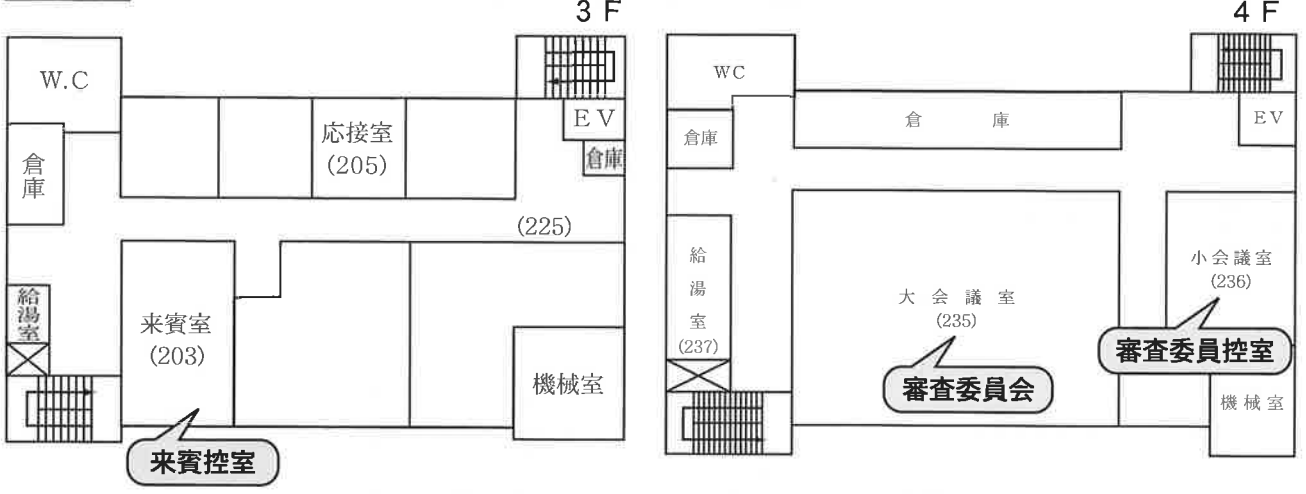 3 F
W.C
応接室
(205)
E V
倉庫
倉庫
(225)
給湯室
来賓室
(203)
機械室
来賓控室
4 F
WC
倉 庫
EV
倉庫
給湯室
(237)
小会議室
(236)
大 会 議 室
(235)
審査委員控室
審査委員会
機械室